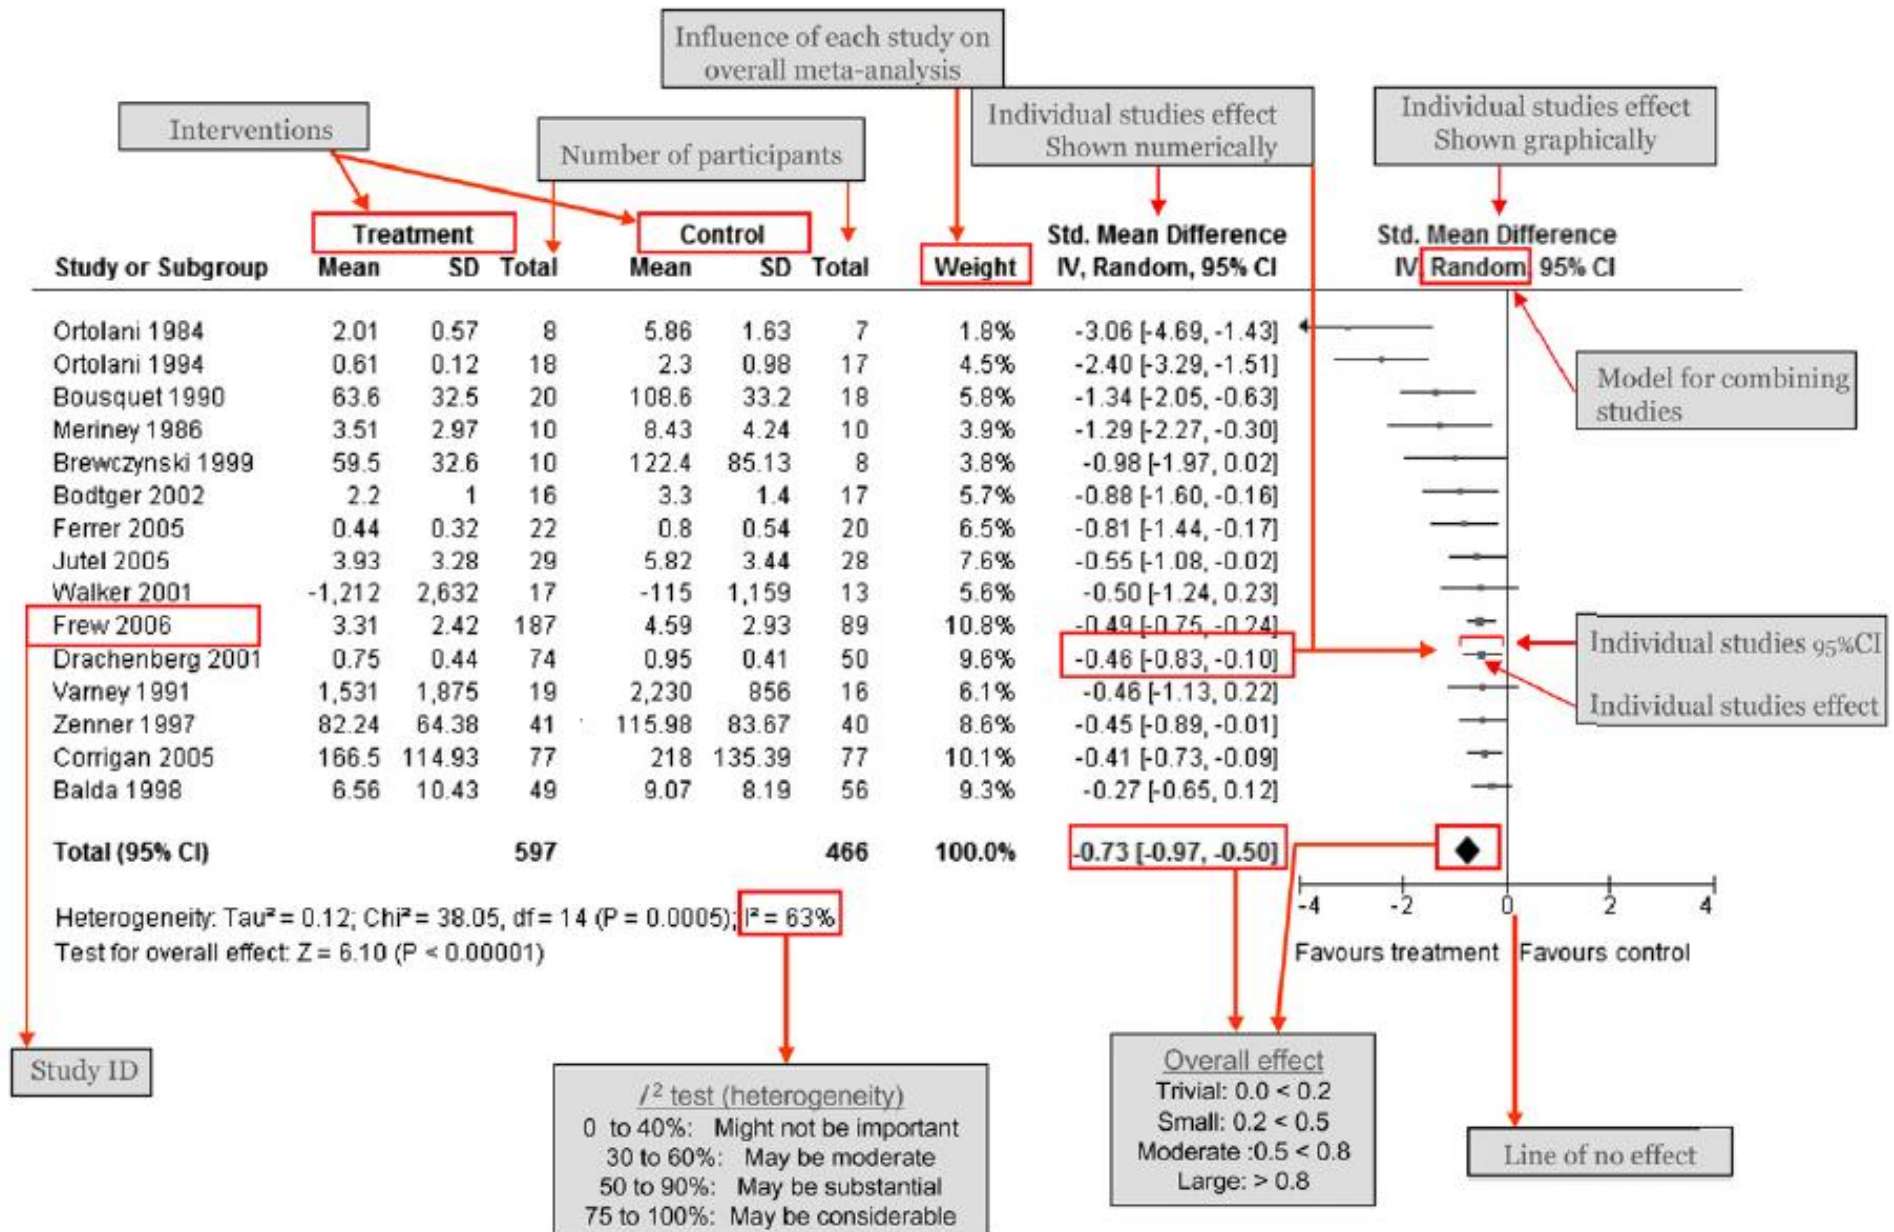 Influence of each study on
overall meta-analysis
Interventions
Number of participants
Individual studies effect
Shown numerically
Individual studies effect
Shown graphically
Treatment Control Std. Mean Difference Std. Mean Difference
Study or Subgroup Mean SD Total Mean SD Total Weight IV, Random, 95% CI IV, Random, 95% CI
Ortolani 1984 2.01 0.57 8 5.86 1.63 7 1.8% -3.06 [-4.69, -1.43]
Ortolani 1994 0.61 0.12 18 2.3 0.98 17 4.5% -2.40 [-3.29, -1.51]
Bousquet 1990 63.6 32.5 20 108.6 33.2 18 5.8% -1.34 [-2.05, -0.63]
Meriney 1986 3.51 2.97 10 8.43 4.24 10 3.9% -1.29 [-2.27, -0.30]
Brewczynski 1999 59.5 32.6 10 122.4 85.13 8 3.8% -0.98 [-1.97, 0.02]
Bodtger 2002 2.2 1 16 3.3 1.4 17 5.7% -0.88 [-1.60, -0.16]
Ferrer 2005 0.44 0.32 22 0.8 0.54 20 6.5% -0.81 [-1.44, -0.17]
Jutel 2005 3.93 3.28 29 5.82 3.44 28 7.6% -0.55 [-1.08, -0.02]
Walker 2001 -1,212 2,632 17 -115 1,159 13 5.6% -0.50 [-1.24, 0.23]
Frew 2006 3.31 2.42 187 4.59 2.93 89 10.8% -0.49 [-0.75, -0.24]
Drachenberg 2001 0.75 0.44 74 0.95 0.41 50 9.6% -0.46 [-0.83, -0.10]
Varney 1991 1,531 1,875 19 2,230 856 16 6.1% -0.46 [-1.13, 0.22]
Zenner 1997 82.24 64.38 41 115.98 83.67 40 8.6% -0.45 [-0.89, -0.01]
Corrigan 2005 166.5 114.93 77 218 135.39 77 10.1% -0.41 [-0.73, -0.09]
Balda 1998 6.56 10.43 49 9.07 8.19 56 9.3% -0.27 [-0.65, 0.12]
Total (95% CI) 597 466 100.0% -0.73 [-0.97, -0.50]
Heterogeneity: Tau² = 0.12; Chi² = 38.05, df = 14 (P = 0.0005); I² = 63%
Test for overall effect: Z = 6.10 (P < 0.00001)
-4 -2 0 2 4
Favours treatment Favours control
Model for combining
studies
Individual studies 95%CI
Individual studies effect
Study ID
I² test (heterogeneity)
0 to 40%: Might not be important
30 to 60%: May be moderate
50 to 90%: May be substantial
75 to 100%: May be considerable
Overall effect
Trivial: 0.0 < 0.2
Small: 0.2 < 0.5
Moderate :0.5 < 0.8
Large: > 0.8
Line of no effect